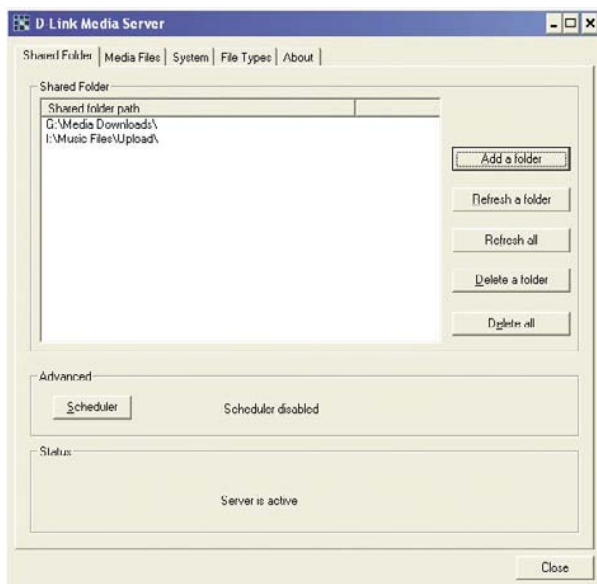 D-Link Media Server
Shared Folder Media Files System File Types About
Shared Folder
Shared folder path
G:\Media Downloads\
I:\Music Files\Upload\
Add a folder
Refresh a folder
Refresh all
Delete a folder
Delete all
Advanced
Scheduler Scheduler disabled
Status
Server is active
Close